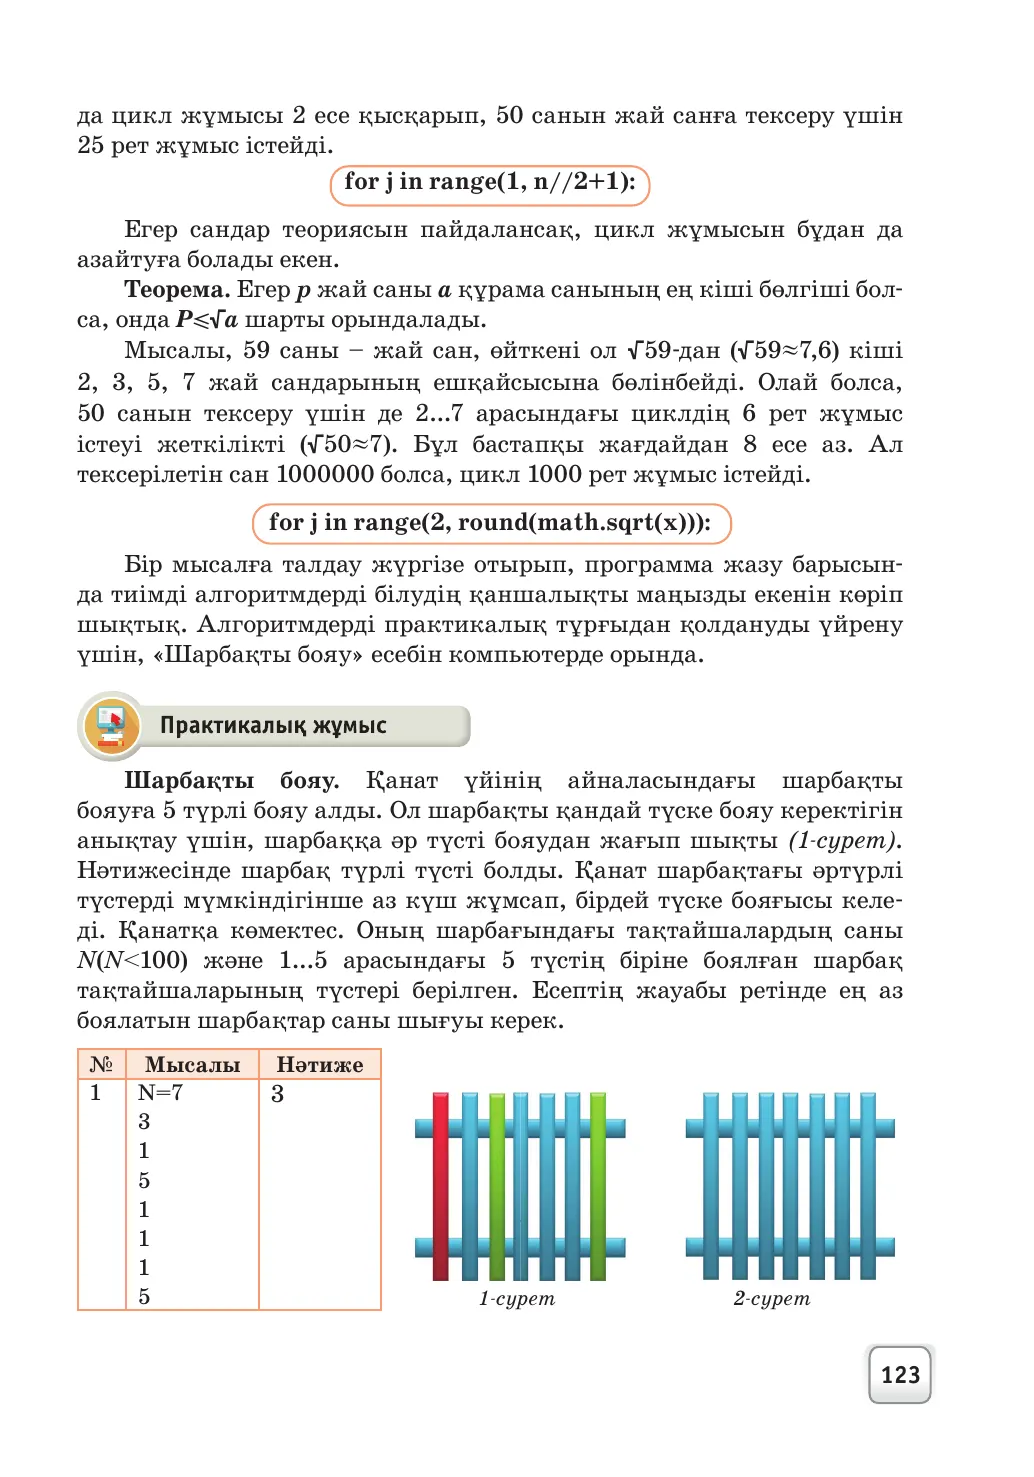 да цикл жұмысы 2 есе қысқарып, 50 санын жай санға тексеру үшін
25 рет жұмыс істейді.
for j in range(1, n//2+1):
Егер сандар теориясын пайдалансақ, цикл жұмысын бұдан да
азайтуға болады екен.
Теорема. Егер p жай саны a құрама санының ең кіші бөлгіші бол-
са, онда P⩽√a шарты орындалады.
Мысалы, 59 саны – жай сан, өйткені ол √59-дан (√59≈7,6) кіші
2, 3, 5, 7 жай сандарының ешқайсысына бөлінбейді. Олай болса,
50 санын тексеру үшін де 2...7 арасындағы циклдің 6 рет жұмыс
істеуі жеткілікті (√50≈7). Бұл бастапқы жағдайдан 8 есе аз. Ал
тексерілетін сан 1000000 болса, цикл 1000 рет жұмыс істейді.
for j in range(2, round(math.sqrt(x))):
Бір мысалға талдау жүргізе отырып, программа жазу барысын-
да тиімді алгоритмдерді білудің қаншалықты маңызды екенін көріп
шықтық. Алгоритмдерді практикалық тұрғыдан қолдануды үйрену
үшін, «Шарбақты бояу» есебін компьютерде орында.
Практикалық жұмыс
Шарбақты бояу. Қанат үйінің айналасындағы шарбақты
бояуға 5 түрлі бояу алды. Ол шарбақты қандай түске бояу керектігін
анықтау үшін, шарбаққа әр түсті бояудан жағып шықты (1-сурет).
Нәтижесінде шарбақ түрлі түсті болды. Қанат шарбақтағы әртүрлі
түстерді мүмкіндігінше аз күш жұмсап, бірдей түске бояғысы келе-
ді. Қанатқа көмектес. Оның шарбағындағы тақтайшалардың саны
N(N<100) және 1...5 арасындағы 5 түстің біріне боялған шарбақ
тақтайшаларының түстері берілген. Есептің жауабы ретінде ең аз
боялатын шарбақтар саны шығуы керек.
№ Мысалы Нәтиже
1 N=7 3
3
1
5
1
1
1
5
1-сурет 2-сурет
123